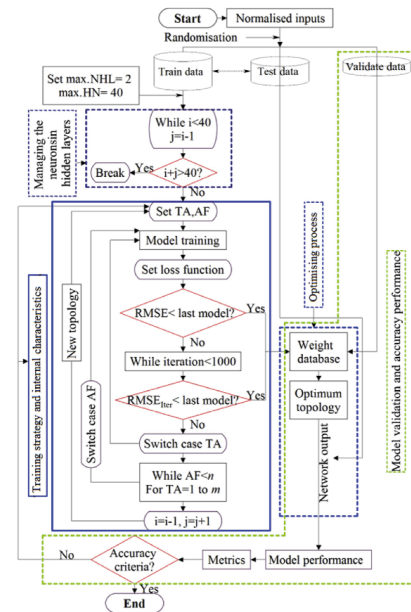 Start
Normalised inputs
Randomisation
Train data
Test data
Validate data
Set max.NHL= 2
max.HN= 40
While i<40
j=i-1
Managing the
neuronsin
hidden layers
Break
Yes
i+j>40?
No
Set TA,AF
Model training
Set loss function
RMSE< last model?
Yes
No
While iteration<1000
RMSEIter< last model?
Yes
No
Switch case TA
While AF<n
For TA=1 to m
i=i-1, j=j+1
Training strategy and internal characteristics
New topology
Switch case AF
Optimising process
Weight
database
Optimum
topology
Network output
Model validation and accuracy performance
No
Accuracy
criteria?
Metrics
Model performance
Yes
End